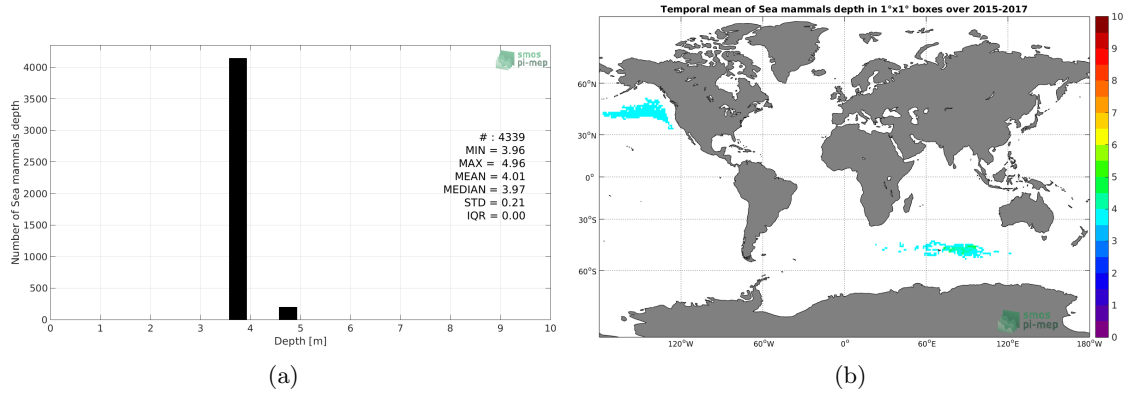 smos
pi-mep
4000
3500
3000
2500
2000
1500
1000
500
0
Number of Sea mammals depth
# : 4339
MIN = 3.96
MAX = 4.96
MEAN = 4.01
MEDIAN = 3.97
STD = 0.21
IQR = 0.00
0 1 2 3 4 5 6 7 8 9 10
Depth [m]
(a)
Temporal mean of Sea mammals depth in 1°x1° boxes over 2015-2017
60°N
30°N
0°
30°S
60°S
120°W 60°W 0° 60°E 120°E 180°W
smos
pi-mep
10
9
8
7
6
5
4
3
2
1
0
(b)